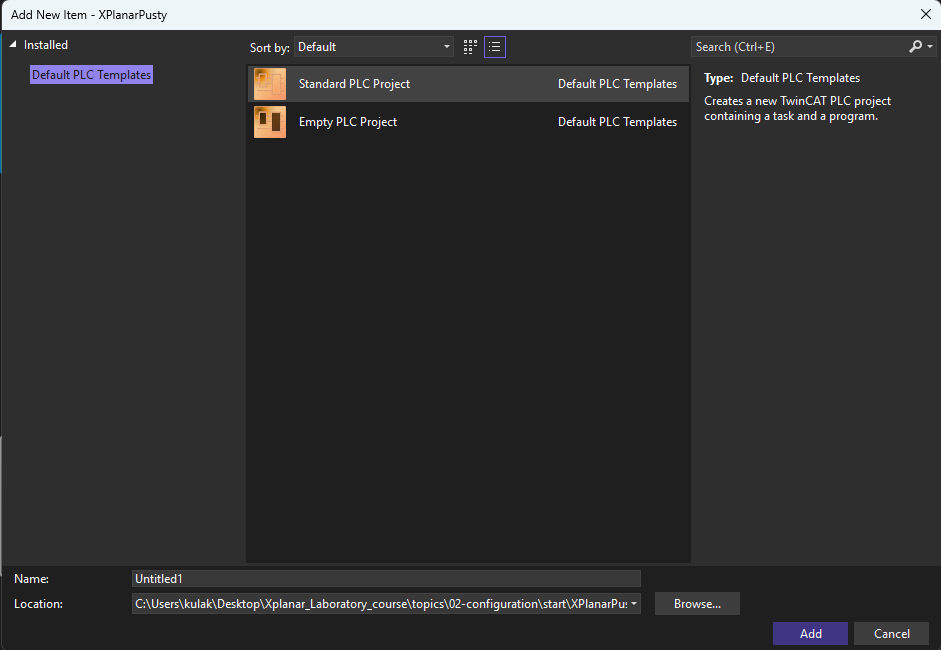 Add New Item - XPlanarPusty
Installed
Default PLC Templates
Sort by: Default
Search (Ctrl+E)
Standard PLC Project Default PLC Templates
Empty PLC Project Default PLC Templates
Type: Default PLC Templates
Creates a new TwinCAT PLC project
containing a task and a program.
Name: Untitled1
Location: C:\Users\kulak\Desktop\Xplanar_Laboratory_course\topics\02-configuration\start\XPlanarPus
Browse...
Add Cancel